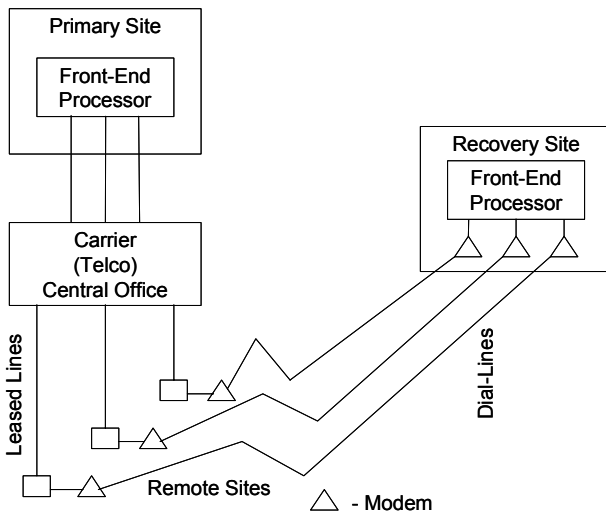 Primary Site
Front-End
Processor
Recovery Site
Front-End
Processor
Carrier
(Telco)
Central Office
Leased Lines
Dial-Lines
Remote Sites
- Modem